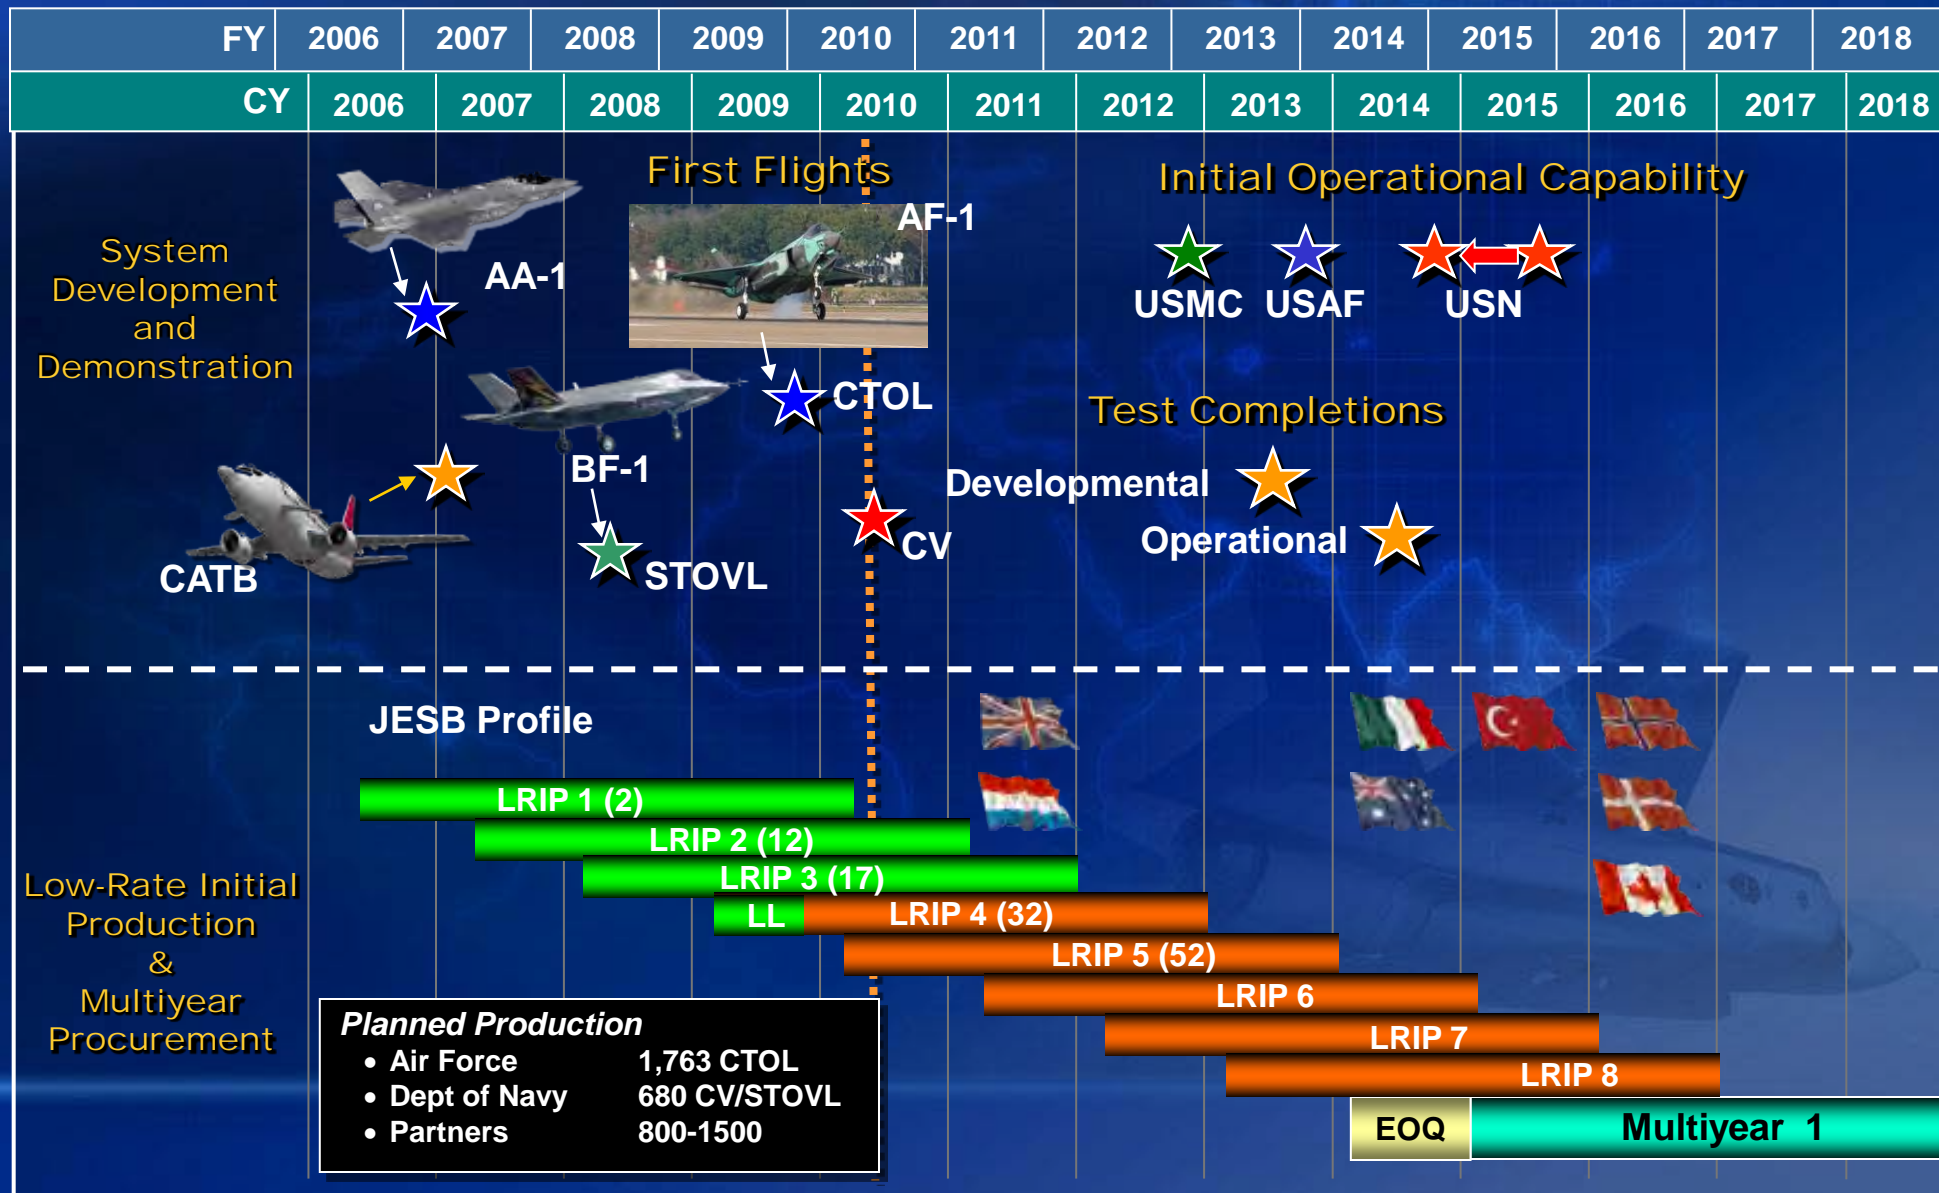 FY 2006 2007 2008 2009 2010 2011 2012 2013 2014 2015 2016 2017 2018
CY 2006 2007 2008 2009 2010 2011 2012 2013 2014 2015 2016 2017 2018
System
Development
and
Demonstration
First Flights
Initial Operational Capability
AF-1
AA-1
USMC USAF USN
CTOL
Test Completions
BF-1
Developmental
CV
Operational
CATB
STOVL
JESB Profile
LRIP 1 (2)
LRIP 2 (12)
LRIP 3 (17)
LL LRIP 4 (32)
LRIP 5 (52)
LRIP 6
LRIP 7
LRIP 8
EOQ Multiyear 1
Low-Rate Initial
Production
&
Multiyear
Procurement
Planned Production
• Air Force 1,763 CTOL
• Dept of Navy 680 CV/STOVL
• Partners 800-1500